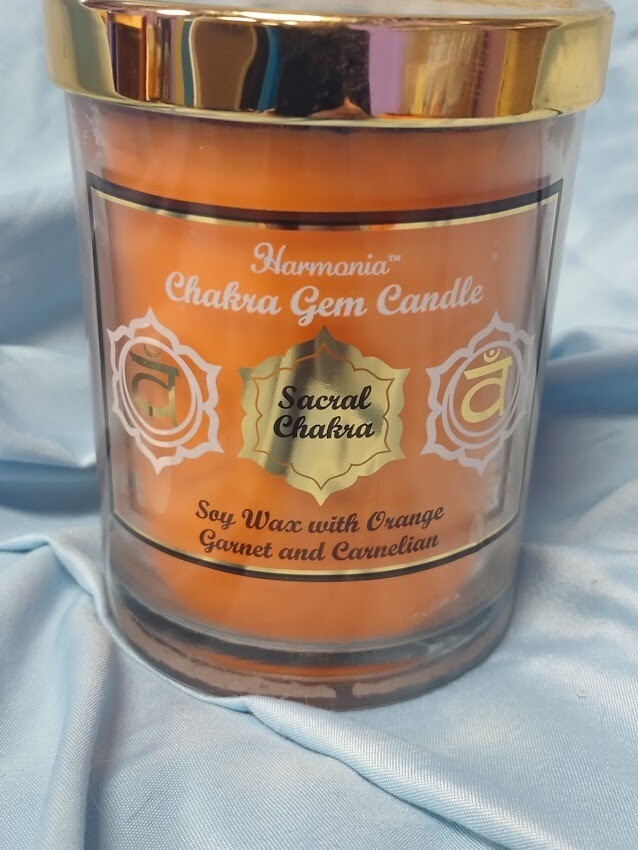 Harmonia™
Chakra Gem Candle
वं
Sacral
Chakra
वं
Soy Wax with Orange
Garnet and Carnelian